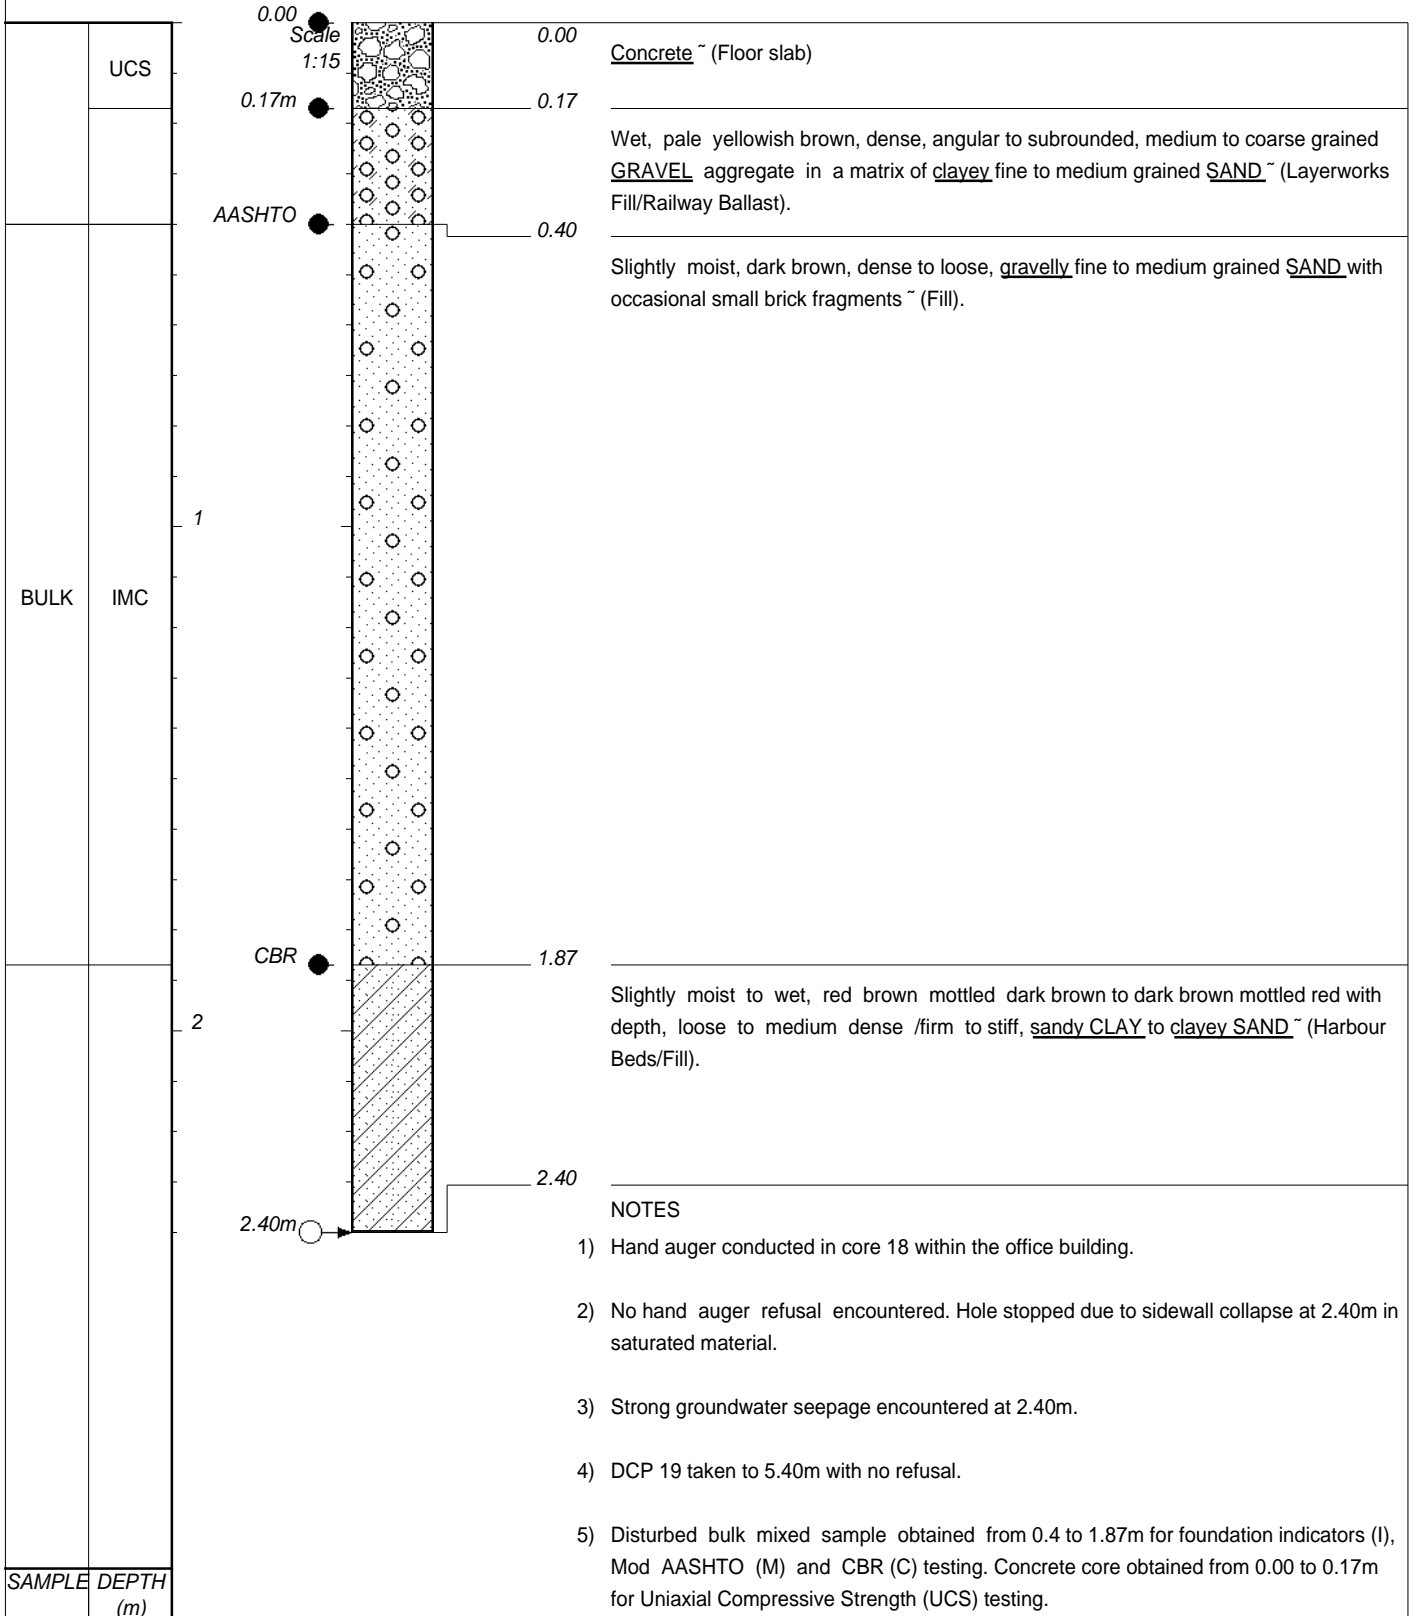 0.00
Scale
1:15
0.00
Concrete ˜ (Floor slab)
UCS
0.17m
0.17
Wet, pale yellowish brown, dense, angular to subrounded, medium to coarse grained
GRAVEL aggregate in a matrix of clayey fine to medium grained SAND ˜ (Layerworks
Fill/Railway Ballast).
AASHTO
0.40
Slightly moist, dark brown, dense to loose, gravelly fine to medium grained SAND with
occasional small brick fragments ˜ (Fill).
1
BULK
IMC
CBR
1.87
Slightly moist to wet, red brown mottled dark brown to dark brown mottled red with
depth, loose to medium dense /firm to stiff, sandy CLAY to clayey SAND ˜ (Harbour
Beds/Fill).
2
2.40
2.40m
NOTES
1) Hand auger conducted in core 18 within the office building.
2) No hand auger refusal encountered. Hole stopped due to sidewall collapse at 2.40m in
saturated material.
3) Strong groundwater seepage encountered at 2.40m.
4) DCP 19 taken to 5.40m with no refusal.
5) Disturbed bulk mixed sample obtained from 0.4 to 1.87m for foundation indicators (I),
Mod AASHTO (M) and CBR (C) testing. Concrete core obtained from 0.00 to 0.17m
for Uniaxial Compressive Strength (UCS) testing.
SAMPLE
DEPTH
(m)